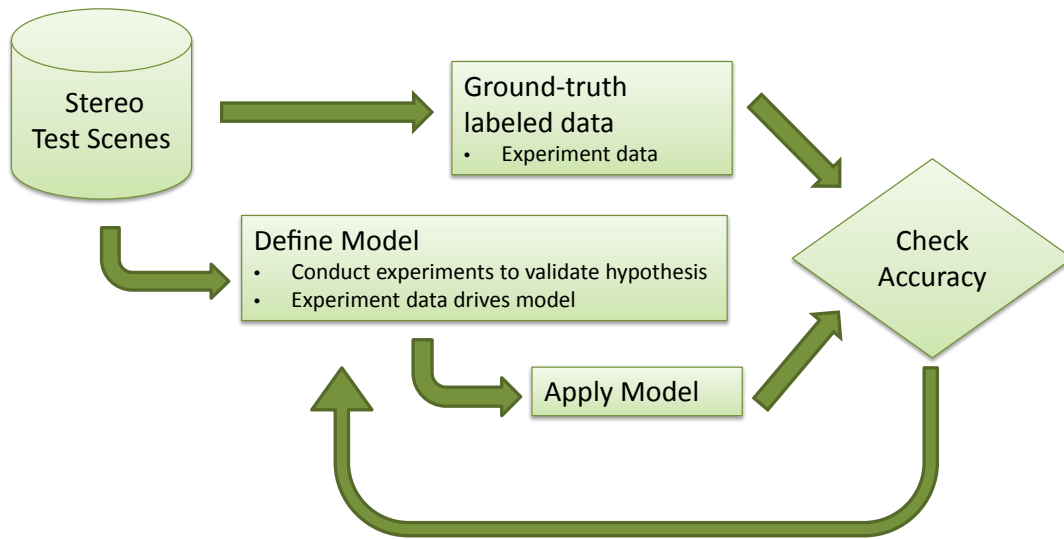 Stereo
Test Scenes
Ground-truth
labeled data
• Experiment data
Define Model
• Conduct experiments to validate hypothesis
• Experiment data drives model
Check
Accuracy
Apply Model